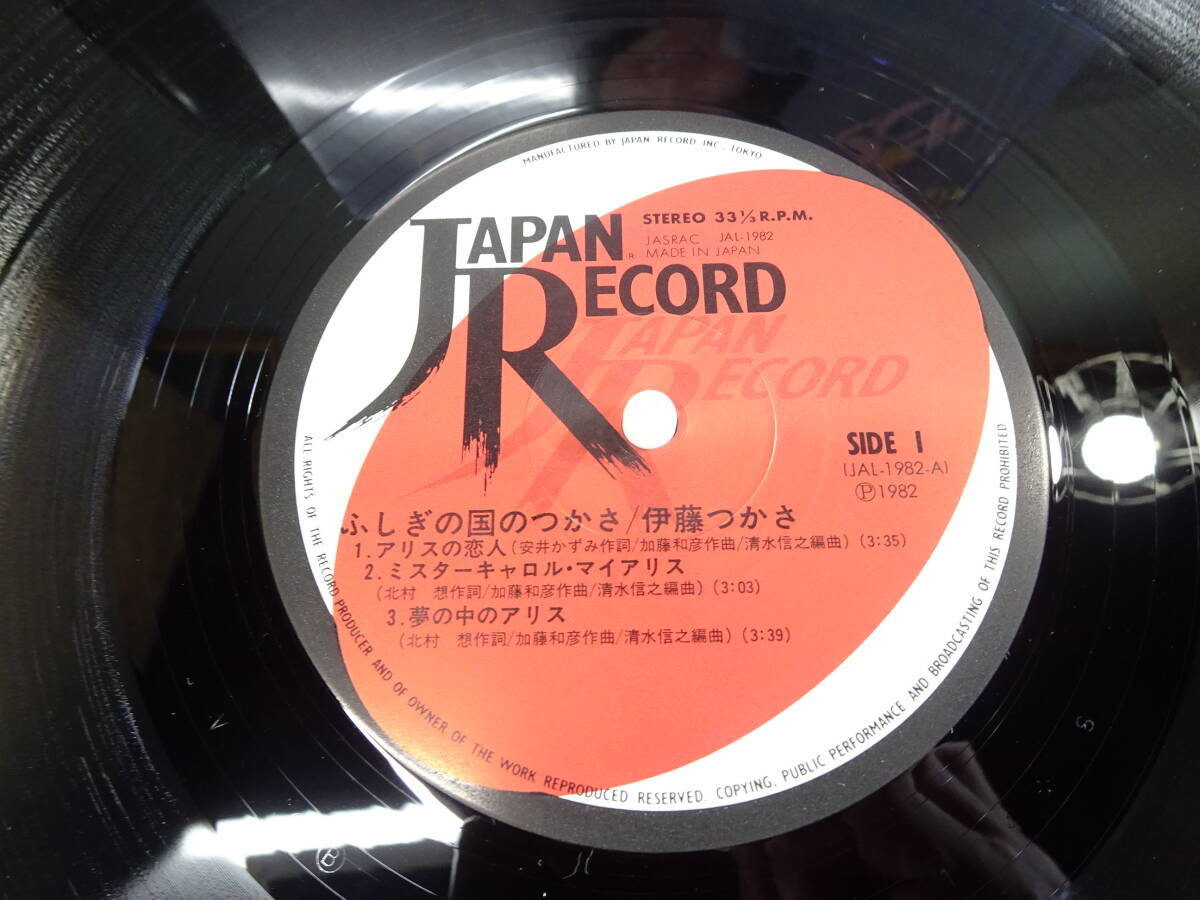 MANUFACTURED BY JAPAN RECORD INC., TOKYO
JAPAN
RECORD
®
STEREO 33 1/3 R.P.M.
JASRAC JAL-1982
MADE IN JAPAN
JAPAN
RECORD
SIDE 1
(JAL-1982-A)
Ⓟ1982
ふしぎの国のつかさ/伊藤つかさ
1. アリスの恋人(安井かずみ作詞/加藤和彦作曲/清水信之編曲)(3:35)
2. ミスターキャロル・マイアリス
(北村 想作詞/加藤和彦作曲/清水信之編曲)(3:03)
3. 夢の中のアリス
(北村 想作詞/加藤和彦作曲/清水信之編曲)(3:39)
ALL RIGHTS OF THE RECORD PRODUCER AND OF OWNER OF THE WORK REPRODUCED RESERVED. COPYING, PUBLIC PERFORMANCE AND BROADCASTING OF THIS RECORD PROHIBITED